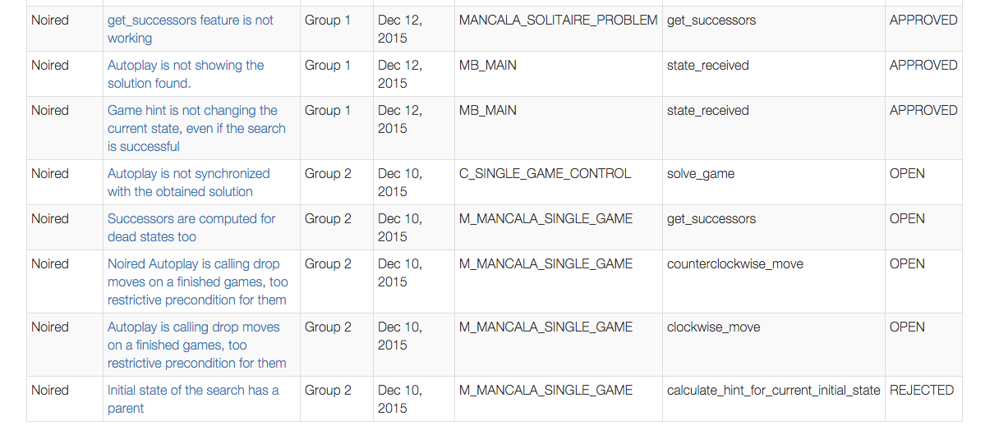 Noired get_successors feature is not Group 1 Dec 12, MANCALA_SOLITAIRE_PROBLEM get_successors APPROVED
working 2015
Noired Autoplay is not showing the Group 1 Dec 12, MB_MAIN state_received APPROVED
solution found. 2015
Noired Game hint is not changing the Group 1 Dec 12, MB_MAIN state_received APPROVED
current state, even if the search 2015
is successful
Noired Autoplay is not synchronized Group 2 Dec 10, C_SINGLE_GAME_CONTROL solve_game OPEN
with the obtained solution 2015
Noired Successors are computed for Group 2 Dec 10, M_MANCALA_SINGLE_GAME get_successors OPEN
dead states too 2015
Noired Noired Autoplay is calling drop Group 2 Dec 10, M_MANCALA_SINGLE_GAME counterclockwise_move OPEN
moves on a finished games, too 2015
restrictive precondition for them
Noired Autoplay is calling drop moves Group 2 Dec 10, M_MANCALA_SINGLE_GAME clockwise_move OPEN
on a finished games, too 2015
restrictive precondition for them
Noired Initial state of the search has a Group 2 Dec 10, M_MANCALA_SINGLE_GAME calculate_hint_for_current_initial_state REJECTED
parent 2015